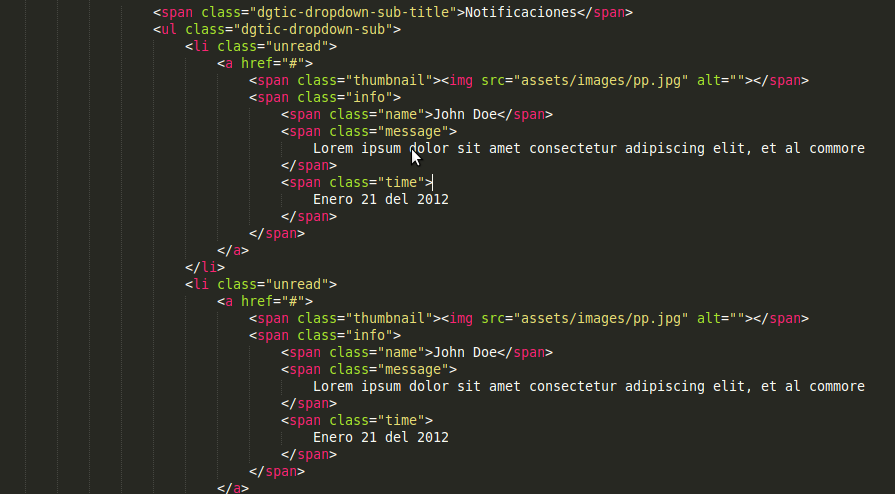 <span class="dgtic-dropdown-sub-title">Notificaciones</span>
<ul class="dgtic-dropdown-sub">
<li class="unread">
<a href="#">
<span class="thumbnail"><img src="assets/images/pp.jpg" alt=""></span>
<span class="info">
<span class="name">John Doe</span>
<span class="message">
Lorem ipsum dolor sit amet consectetur adipiscing elit, et al commore
</span>
<span class="time">
Enero 21 del 2012
</span>
</span>
</a>
</li>
<li class="unread">
<a href="#">
<span class="thumbnail"><img src="assets/images/pp.jpg" alt=""></span>
<span class="info">
<span class="name">John Doe</span>
<span class="message">
Lorem ipsum dolor sit amet consectetur adipiscing elit, et al commore
</span>
<span class="time">
Enero 21 del 2012
</span>
</span>
</a>